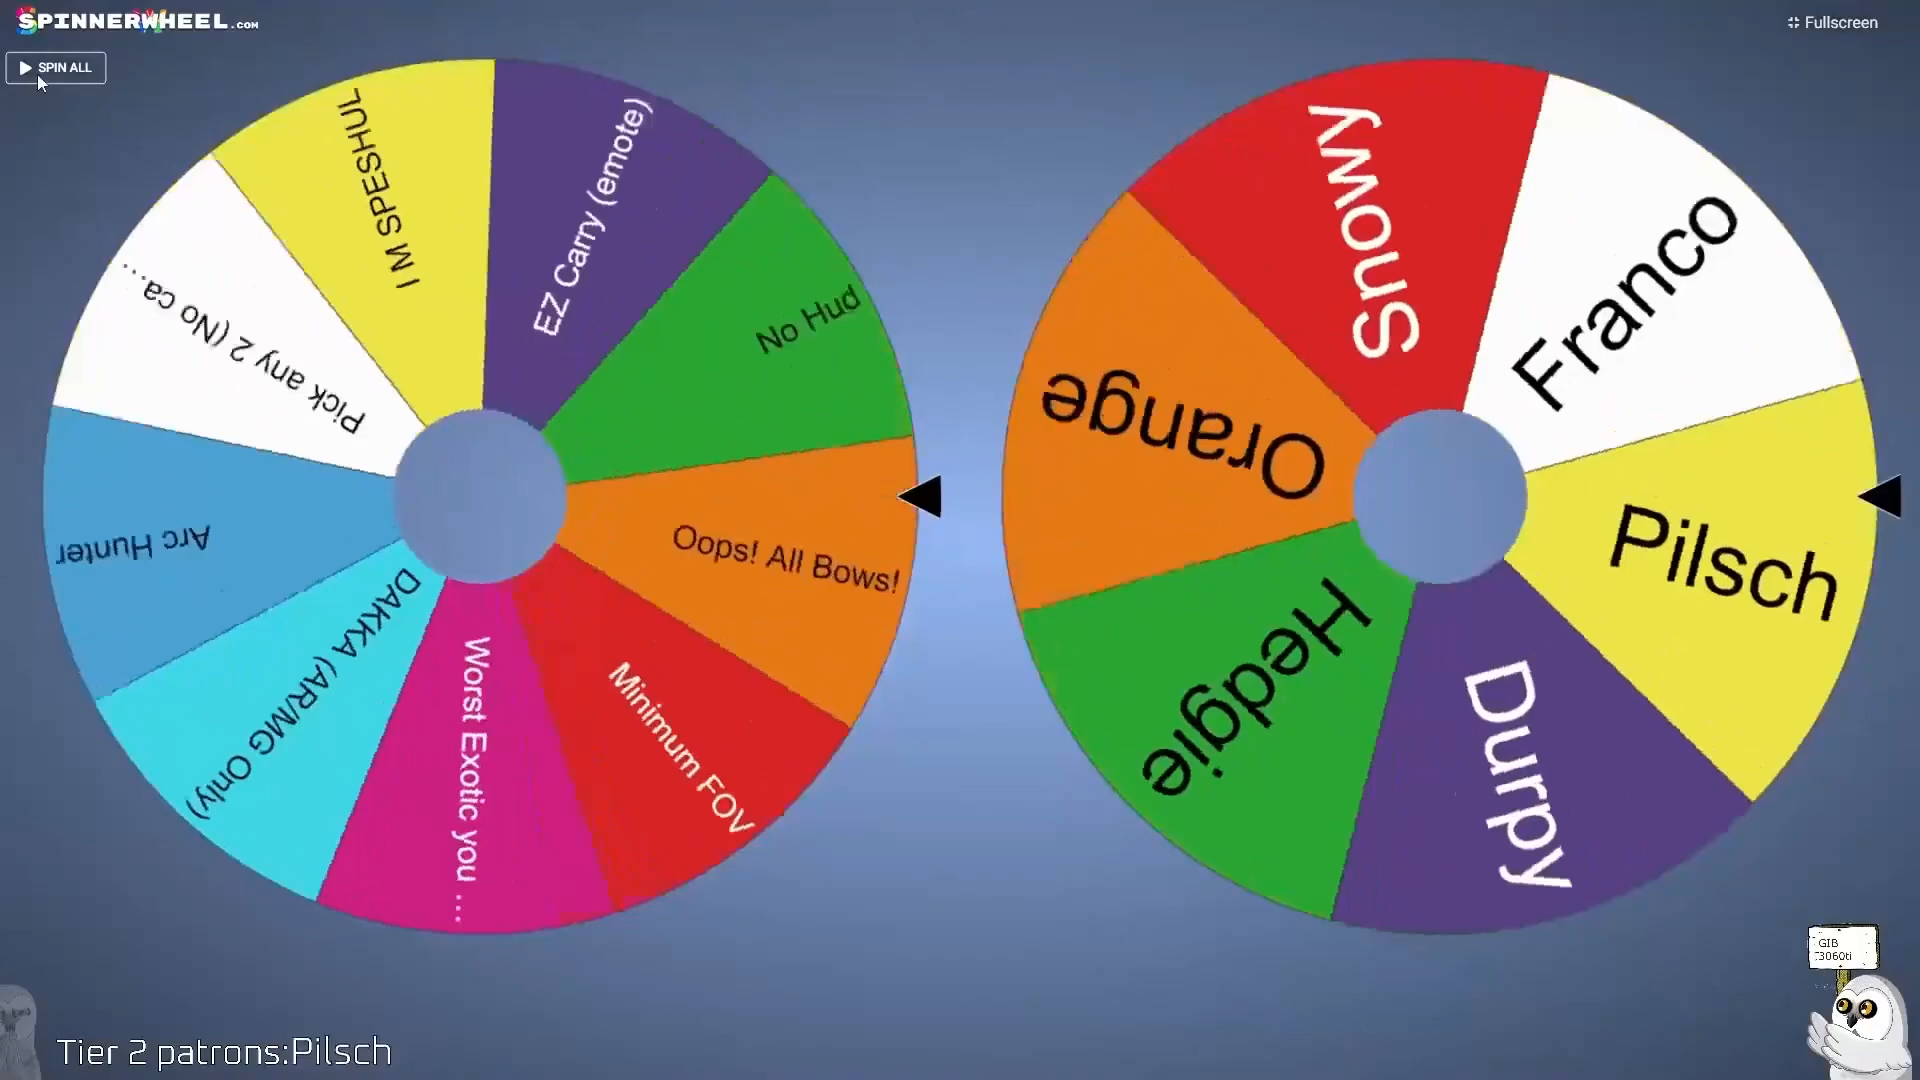 SPINNERWHEEL.COM
Fullscreen
SPIN ALL
I M SPESHUL
EZ Carry (emote)
No Hud
Oops! All Bows!
Minimum FOV
Worst Exotic you ...
DAKKA (AR/MG Only)
Arc Hunter
Pick any 2 (No ca...
Snowy
Franco
Pilsch
Durpy
Hedgie
Orange
GIB
3060ti
Tier 2 patrons:Pilsch